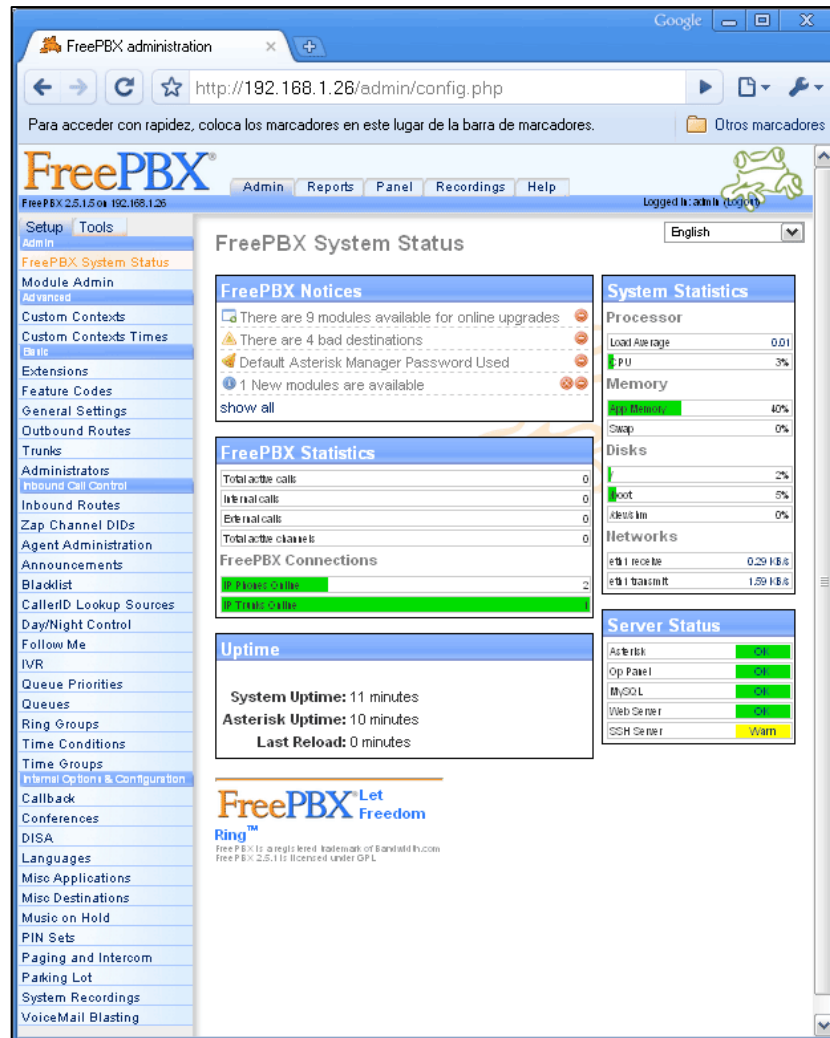 Google
FreePBX administration
http://192.168.1.26/admin/config.php
Para acceder con rapidez, coloca los marcadores en este lugar de la barra de marcadores.
Otros marcadores
FreePBX®
Admin Reports Panel Recordings Help
FreePBX 2.5.1.5 on 192.168.1.26
Logged in: admin (Logout)
English
Setup Tools
Admin
FreePBX System Status
Module Admin
Advanced
Custom Contexts
Custom Contexts Times
Basic
Extensions
Feature Codes
General Settings
Outbound Routes
Trunks
Administrators
Inbound Call Control
Inbound Routes
Zap Channel DIDs
Agent Administration
Announcements
Blacklist
CallerID Lookup Sources
Day/Night Control
Follow Me
IVR
Queue Priorities
Queues
Ring Groups
Time Conditions
Time Groups
Internal Options & Configuration
Callback
Conferences
DISA
Languages
Misc Applications
Misc Destinations
Music on Hold
PIN Sets
Paging and Intercom
Parking Lot
System Recordings
VoiceMail Blasting
FreePBX System Status
FreePBX Notices
There are 9 modules available for online upgrades
There are 4 bad destinations
Default Asterisk Manager Password Used
1 New modules are available
show all
FreePBX Statistics
Total active calls 0
Internal calls 0
External calls 0
Total active channels 0
FreePBX Connections
IP Phones Online 2
IP Trunks Online 1
Uptime
System Uptime: 11 minutes
Asterisk Uptime: 10 minutes
Last Reload: 0 minutes
System Statistics
Processor
Load Average 0.01
CPU 3%
Memory
App Memory 40%
Swap 0%
Disks
/ 2%
/boot 5%
/dev/shm 0%
Networks
eth1 receive 0.29 KB/s
eth1 transmit 1.59 KB/s
Server Status
Asterisk OK
Op Panel OK
MySQL OK
Web Server OK
SSH Server Warn
FreePBX® Let Freedom
Ring™
FreePBX is a registered trademark of Bandwidth.com
FreePBX 2.5.1 is licensed under GPL